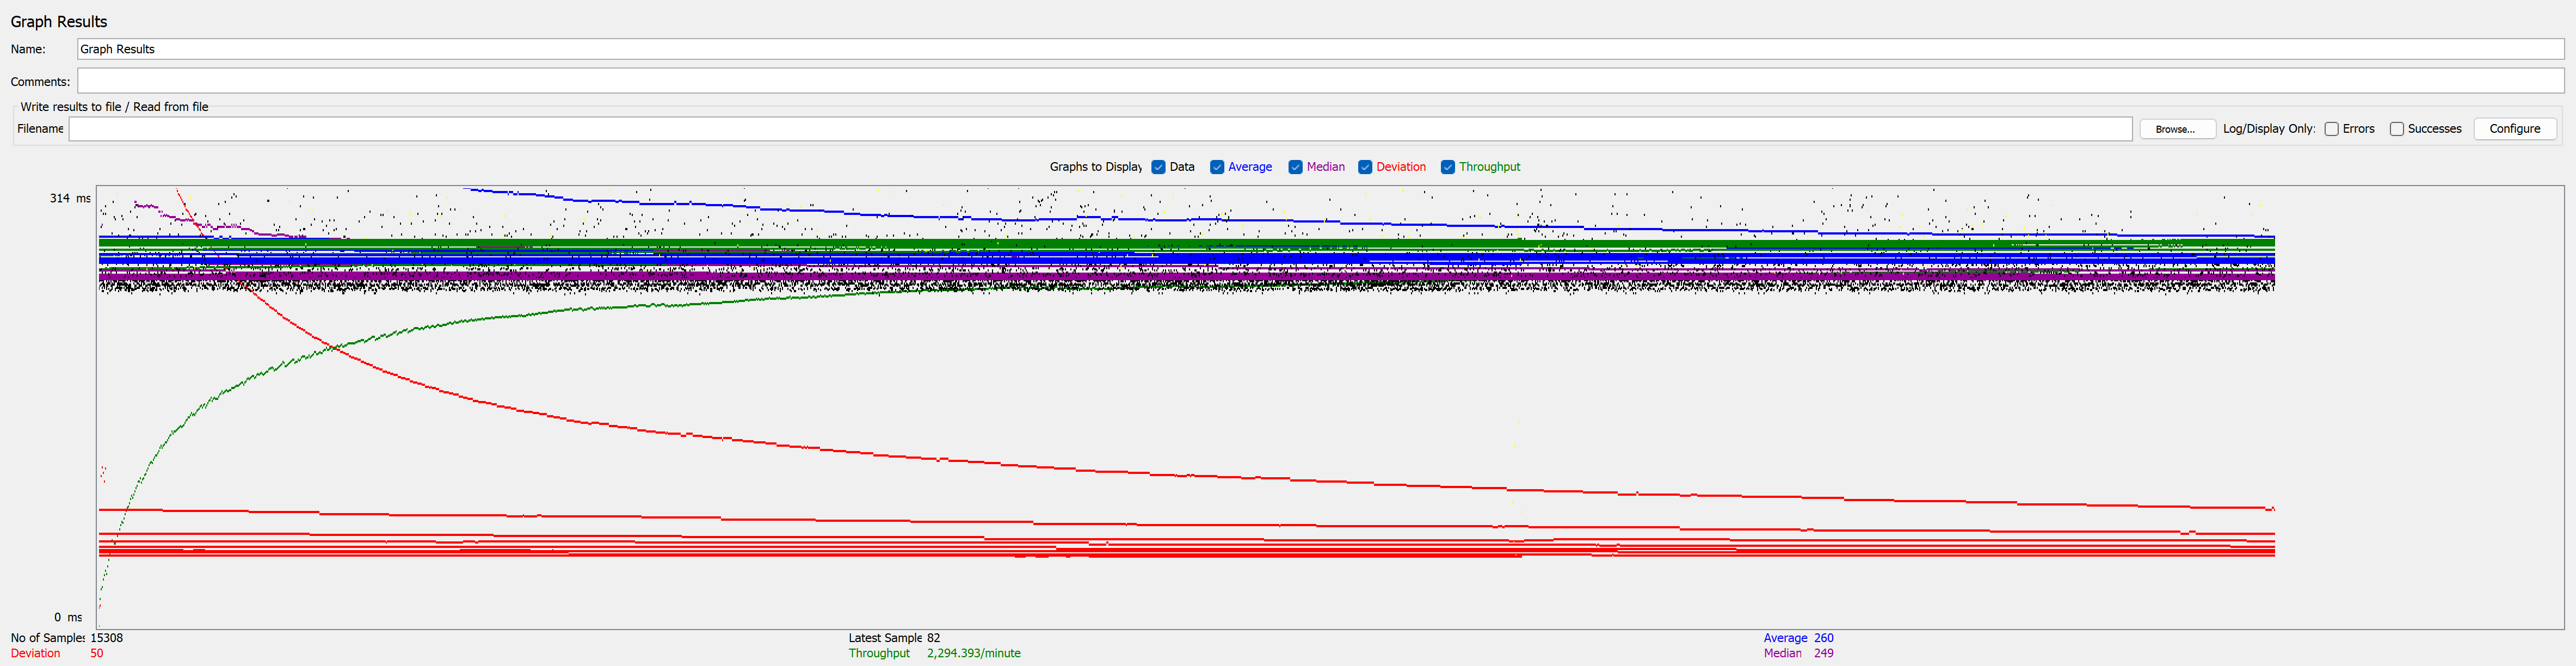 Graph Results
Name: Graph Results
Comments:
Write results to file / Read from file
Filename Browse... Log/Display Only: Errors Successes Configure
Graphs to Display Data Average Median Deviation Throughput
314 ms
0 ms
No of Samples 15308 Latest Sample 82 Average 260
Deviation 50 Throughput 2,294.393/minute Median 249